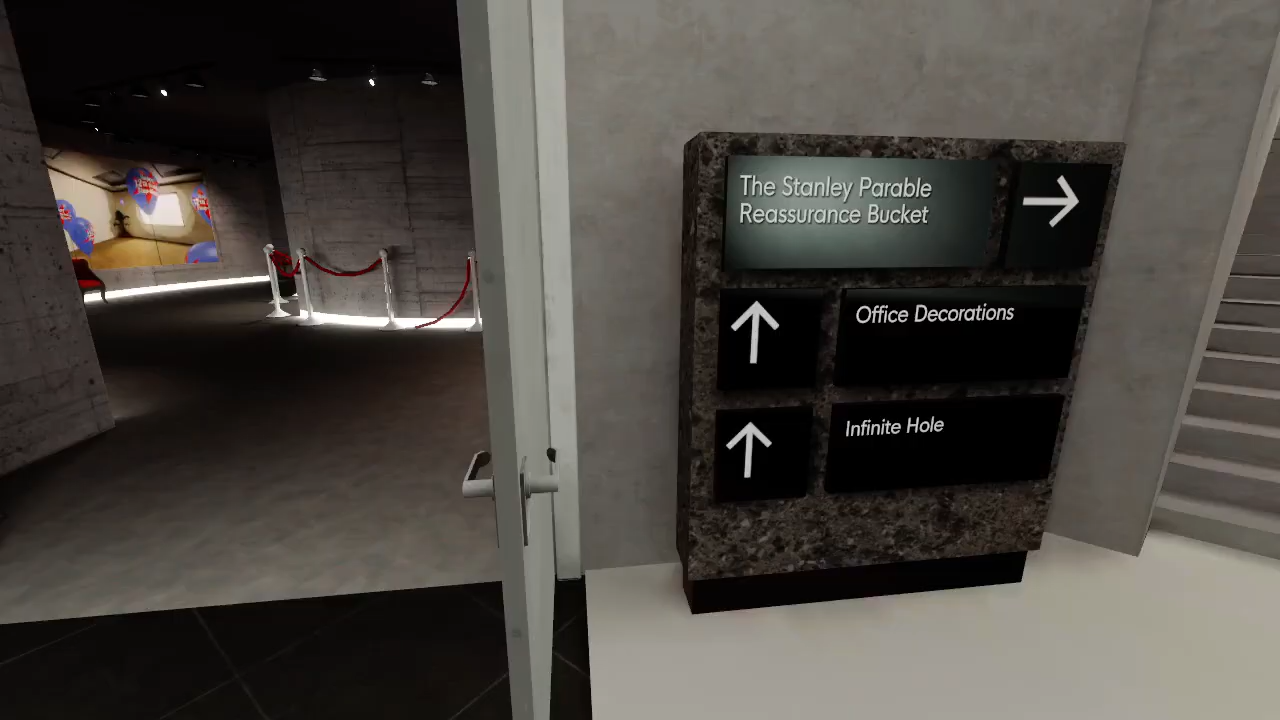 The Stanley Parable
Reassurance Bucket
Office Decorations
Infinite Hole